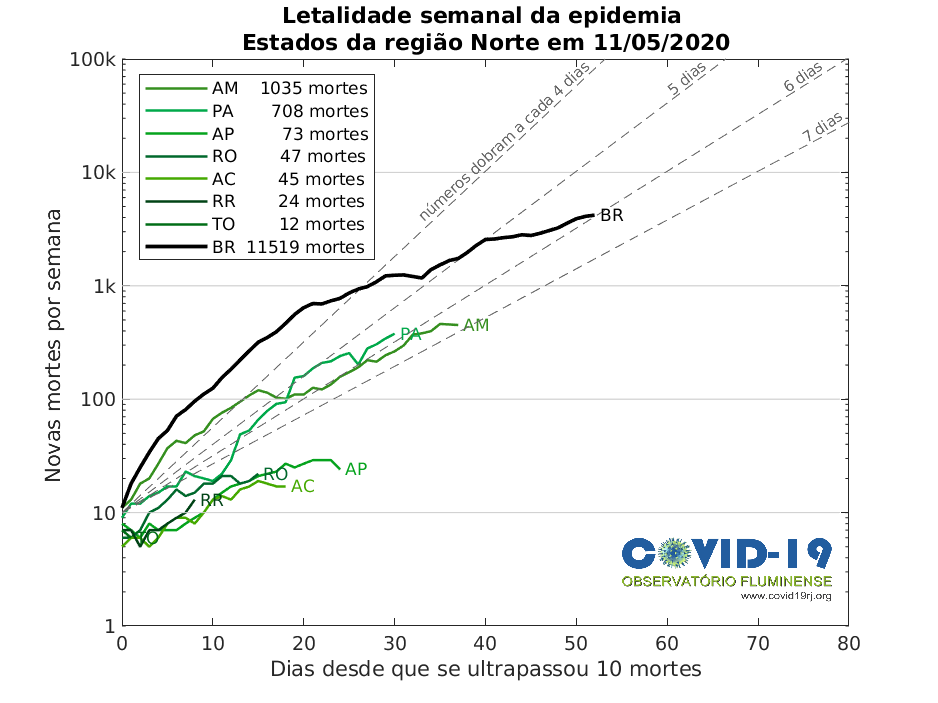 Letalidade semanal da epidemia
Estados da região Norte em 11/05/2020
100k
10k
1k
100
10
1
Novas mortes por semana
AM 1035 mortes
PA 708 mortes
AP 73 mortes
RO 47 mortes
AC 45 mortes
RR 24 mortes
TO 12 mortes
BR 11519 mortes
números dobram a cada 4 dias
5 dias
6 dias
7 dias
BR
AM
PA
AP
RO
AC
RR
TO
COVID-19
OBSERVATÓRIO FLUMINENSE
www.covid19rj.org
0 10 20 30 40 50 60 70 80
Dias desde que se ultrapassou 10 mortes